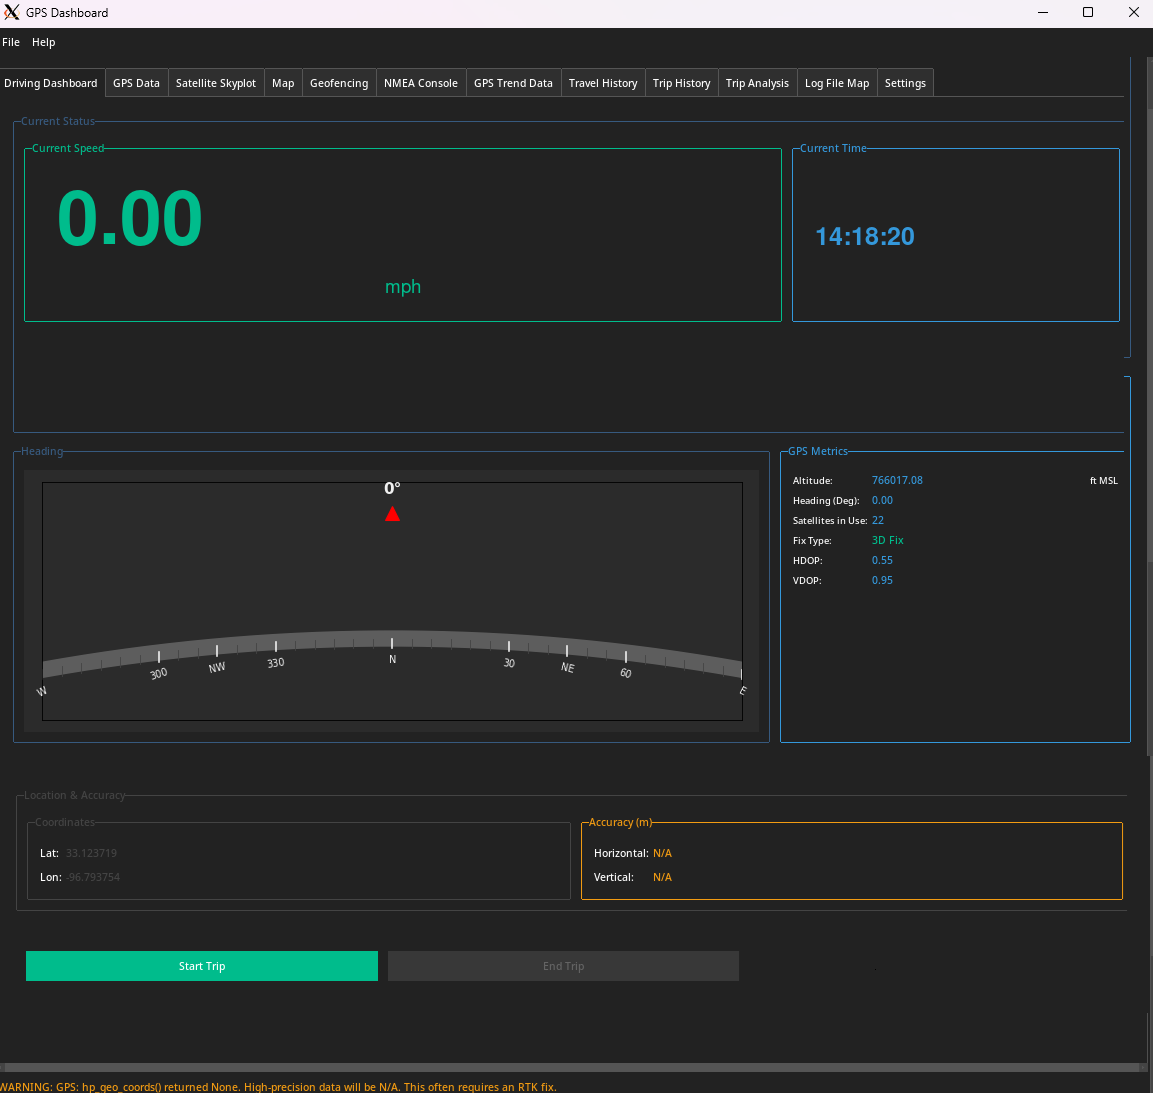 GPS Dashboard
File Help
Driving Dashboard GPS Data Satellite Skyplot Map Geofencing NMEA Console GPS Trend Data Travel History Trip History Trip Analysis Log File Map Settings
Current Status
Current Speed
0.00
mph
Current Time
14:18:20
Heading
0°
W 300 NW 330 N 30 NE 60 E
GPS Metrics
Altitude: 766017.08 ft MSL
Heading (Deg): 0.00
Satellites in Use: 22
Fix Type: 3D Fix
HDOP: 0.55
VDOP: 0.95
Location & Accuracy
Coordinates
Lat: 33.123719
Lon: -96.793754
Accuracy (m)
Horizontal: N/A
Vertical: N/A
Start Trip End Trip
WARNING: GPS: hp_geo_coords() returned None. High-precision data will be N/A. This often requires an RTK fix.